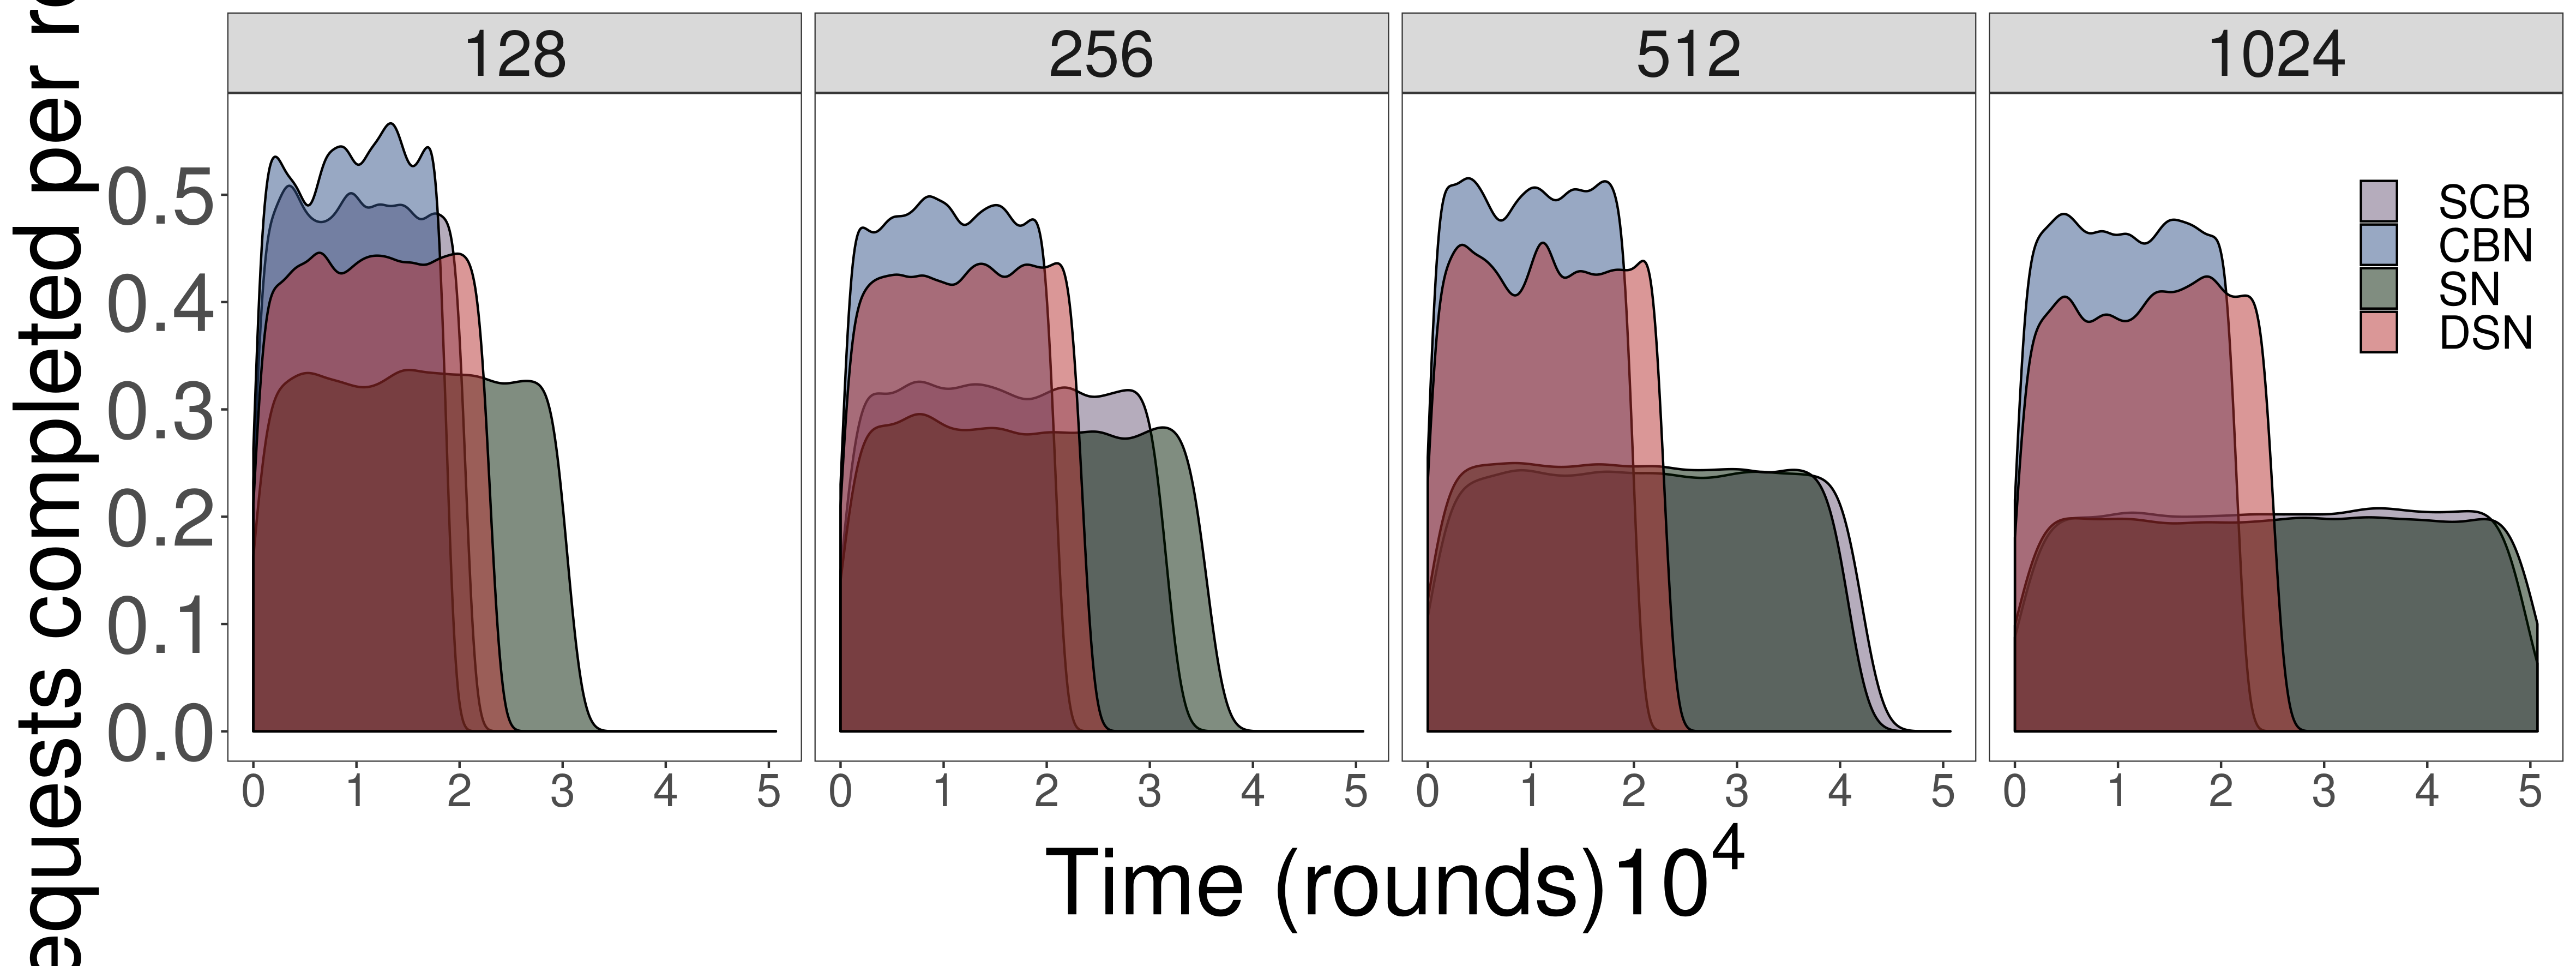 128 256 512 1024
equests completed per r
0.5
0.4
0.3
0.2
0.1
0.0
SCB
CBN
SN
DSN
0 1 2 3 4 5 0 1 2 3 4 5 0 1 2 3 4 5 0 1 2 3 4 5
Time (rounds)10⁴